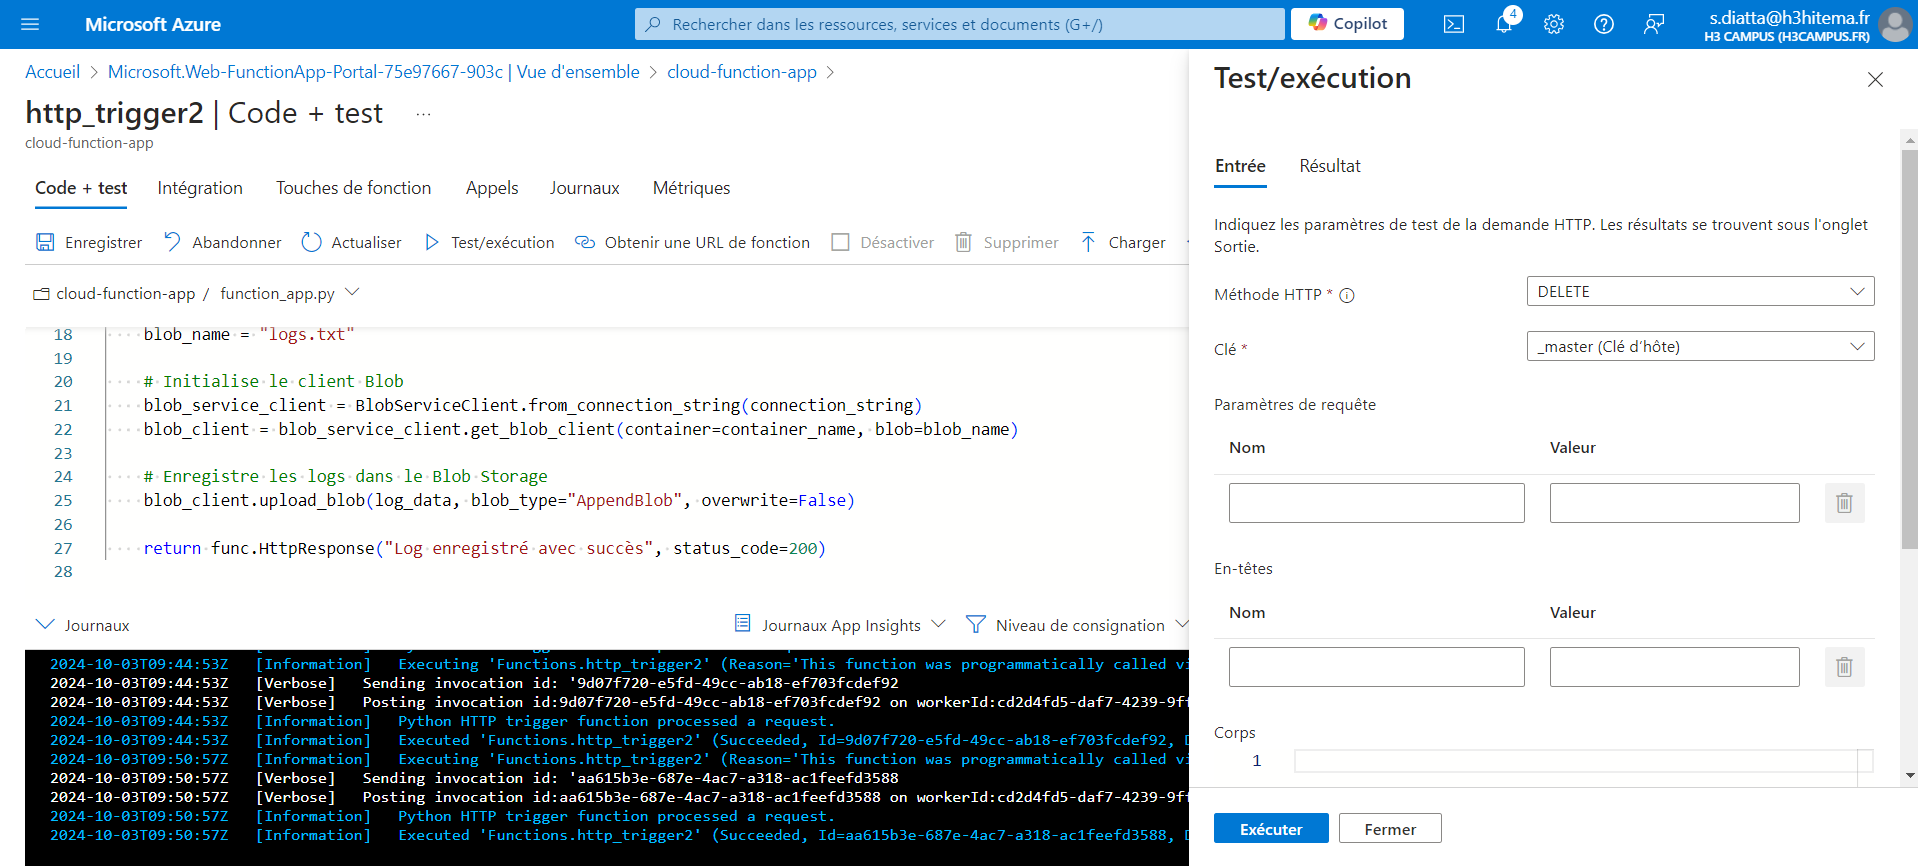 Microsoft Azure
Rechercher dans les ressources, services et documents (G+/)
Copilot
4
s.diatta@h3hitema.fr
H3 CAMPUS (H3CAMPUS.FR)
Accueil > Microsoft.Web-FunctionApp-Portal-75e97667-903c | Vue d'ensemble > cloud-function-app >
http_trigger2 | Code + test ...
cloud-function-app
Code + test Intégration Touches de fonction Appels Journaux Métriques
Enregistrer Abandonner Actualiser Test/exécution Obtenir une URL de fonction Désactiver Supprimer Charger
cloud-function-app / function_app.py
18 blob_name = "logs.txt"
19
20 # Initialise le client Blob
21 blob_service_client = BlobServiceClient.from_connection_string(connection_string)
22 blob_client = blob_service_client.get_blob_client(container=container_name, blob=blob_name)
23
24 # Enregistre les logs dans le Blob Storage
25 blob_client.upload_blob(log_data, blob_type="AppendBlob", overwrite=False)
26
27 return func.HttpResponse("Log enregistré avec succès", status_code=200)
28
Journaux Journaux App Insights Niveau de consignation
2024-10-03T09:44:53Z [Information] Executing 'Functions.http_trigger2' (Reason='This function was programmatically called vi
2024-10-03T09:44:53Z [Verbose] Sending invocation id: '9d07f720-e5fd-49cc-ab18-ef703fcdef92
2024-10-03T09:44:53Z [Verbose] Posting invocation id:9d07f720-e5fd-49cc-ab18-ef703fcdef92 on workerId:cd2d4fd5-daf7-4239-9ff
2024-10-03T09:44:53Z [Information] Python HTTP trigger function processed a request.
2024-10-03T09:44:53Z [Information] Executed 'Functions.http_trigger2' (Succeeded, Id=9d07f720-e5fd-49cc-ab18-ef703fcdef92, D
2024-10-03T09:50:57Z [Information] Executing 'Functions.http_trigger2' (Reason='This function was programmatically called vi
2024-10-03T09:50:57Z [Verbose] Sending invocation id: 'aa615b3e-687e-4ac7-a318-ac1feefd3588
2024-10-03T09:50:57Z [Verbose] Posting invocation id:aa615b3e-687e-4ac7-a318-ac1feefd3588 on workerId:cd2d4fd5-daf7-4239-9ff
2024-10-03T09:50:57Z [Information] Python HTTP trigger function processed a request.
2024-10-03T09:50:57Z [Information] Executed 'Functions.http_trigger2' (Succeeded, Id=aa615b3e-687e-4ac7-a318-ac1feefd3588, D
Test/exécution
Entrée Résultat
Indiquez les paramètres de test de la demande HTTP. Les résultats se trouvent sous l'onglet
Sortie.
Méthode HTTP * DELETE
Clé * _master (Clé d'hôte)
Paramètres de requête
Nom Valeur
En-têtes
Nom Valeur
Corps
1
Exécuter Fermer